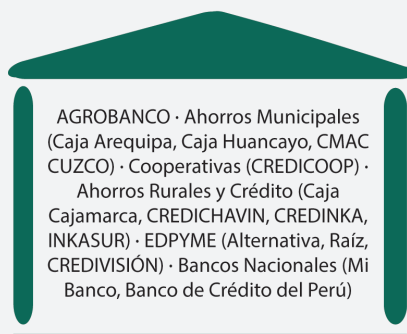 AGROBANCO · Ahorros Municipales
(Caja Arequipa, Caja Huancayo, CMAC
CUZCO) · Cooperativas (CREDICOOP) ·
Ahorros Rurales y Crédito (Caja
Cajamarca, CREDICHAVIN, CREDINKA,
INKASUR) · EDPYME (Alternativa, Raíz,
CREDIVISIÓN) · Bancos Nacionales (Mi
Banco, Banco de Crédito del Perú)